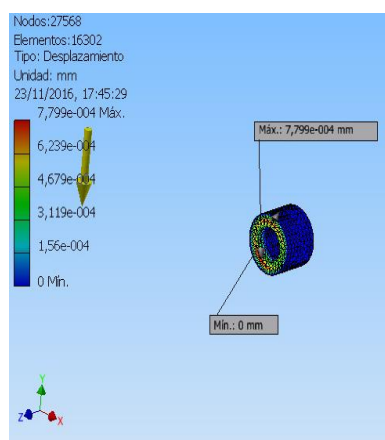 Nodos:27568
Elementos:16302
Tipo: Desplazamiento
Unidad: mm
23/11/2016, 17:45:29
7,799e-004 Máx.
6,239e-004
4,679e-004
3,119e-004
1,56e-004
0 Mín.
Máx.: 7,799e-004 mm
Mín.: 0 mm
Y
Z
X